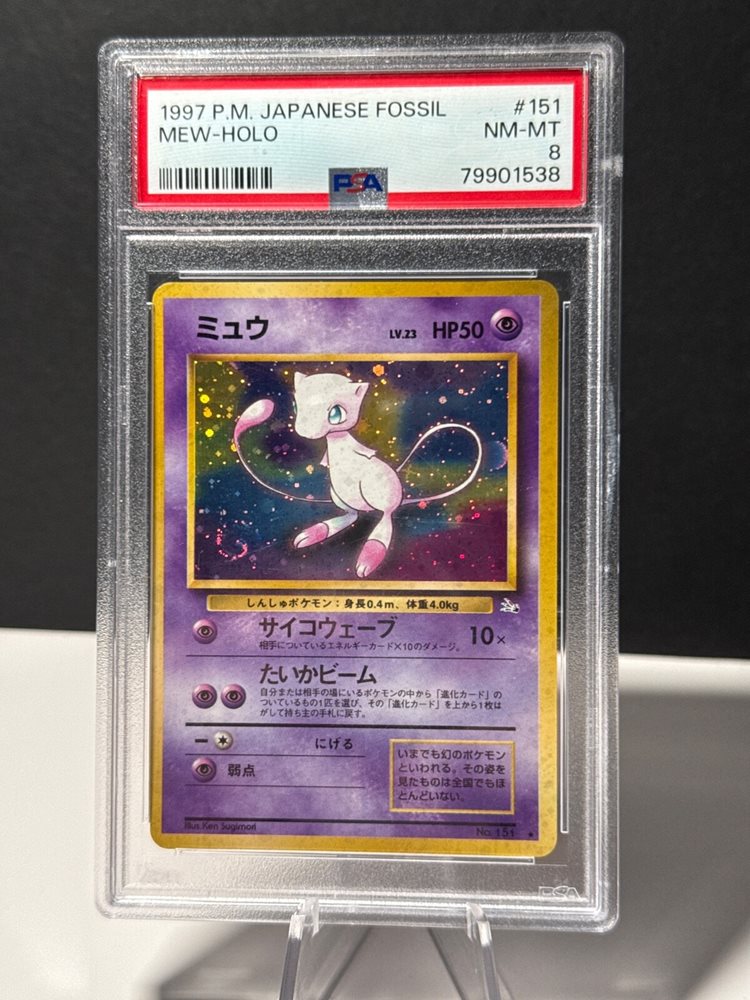 1997 P.M. JAPANESE FOSSIL #151
MEW-HOLO NM-MT
8
PSA 79901538
ミュウ LV.23 HP50
しんしゅポケモン：身長0.4m、体重4.0kg
サイコウェーブ 10×
相手についているエネルギーカード×10のダメージ。
たいかビーム
自分または相手の場にいるポケモンの中から「進化カード」の
ついているもの1匹を選び、その「進化カード」を上から1枚は
がして持ち主の手札に戻す。
ー にげる
弱点
いまでも幻のポケモン
といわれる。その姿を
見たものは全国でもほ
とんどいない。
Illus.Ken Sugimori No. 151 ★
PSA